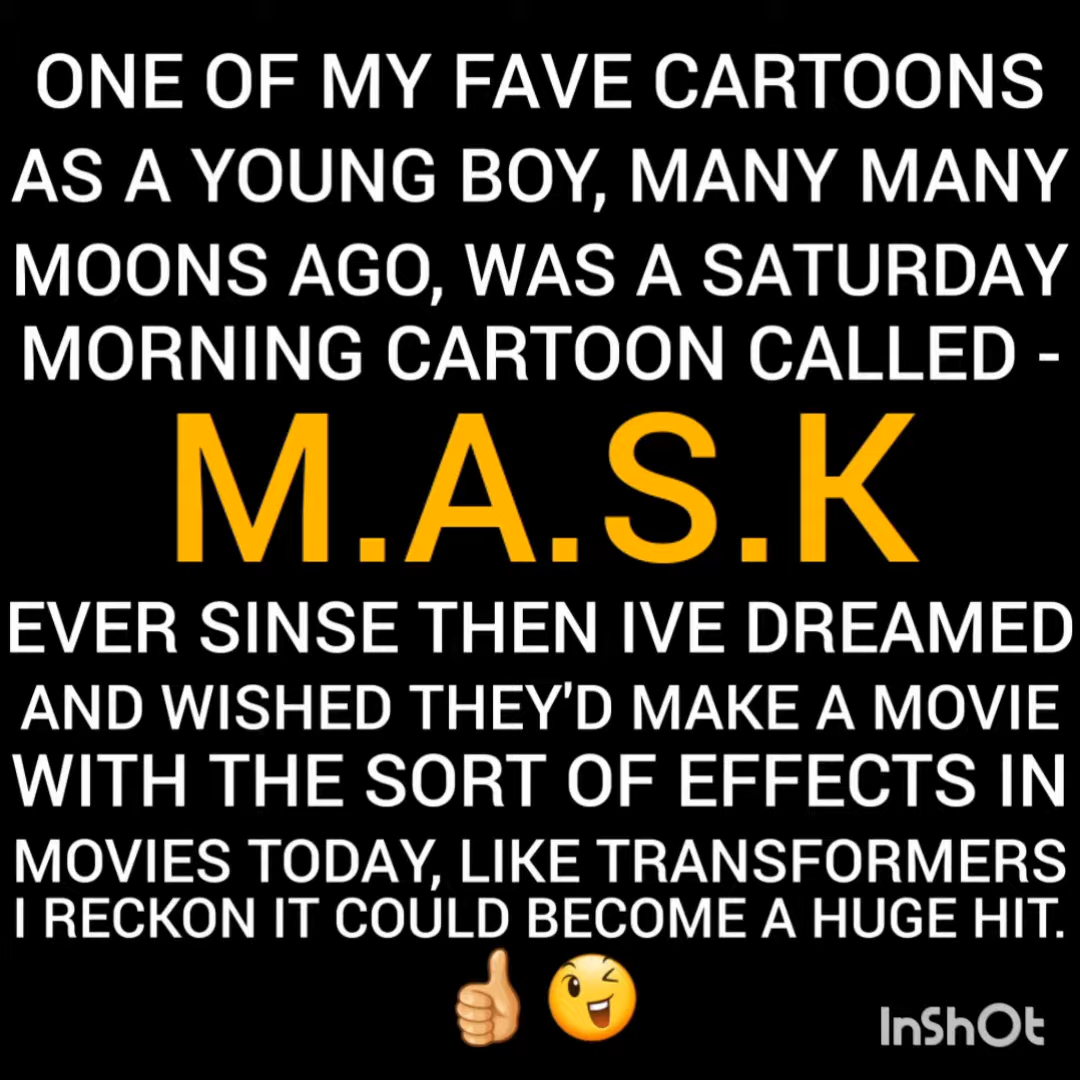 ONE OF MY FAVE CARTOONS
AS A YOUNG BOY, MANY MANY
MOONS AGO, WAS A SATURDAY
MORNING CARTOON CALLED -
M.A.S.K
EVER SINSE THEN IVE DREAMED
AND WISHED THEY'D MAKE A MOVIE
WITH THE SORT OF EFFECTS IN
MOVIES TODAY, LIKE TRANSFORMERS
I RECKON IT COULD BECOME A HUGE HIT.
👍🏼 😉
InShOt